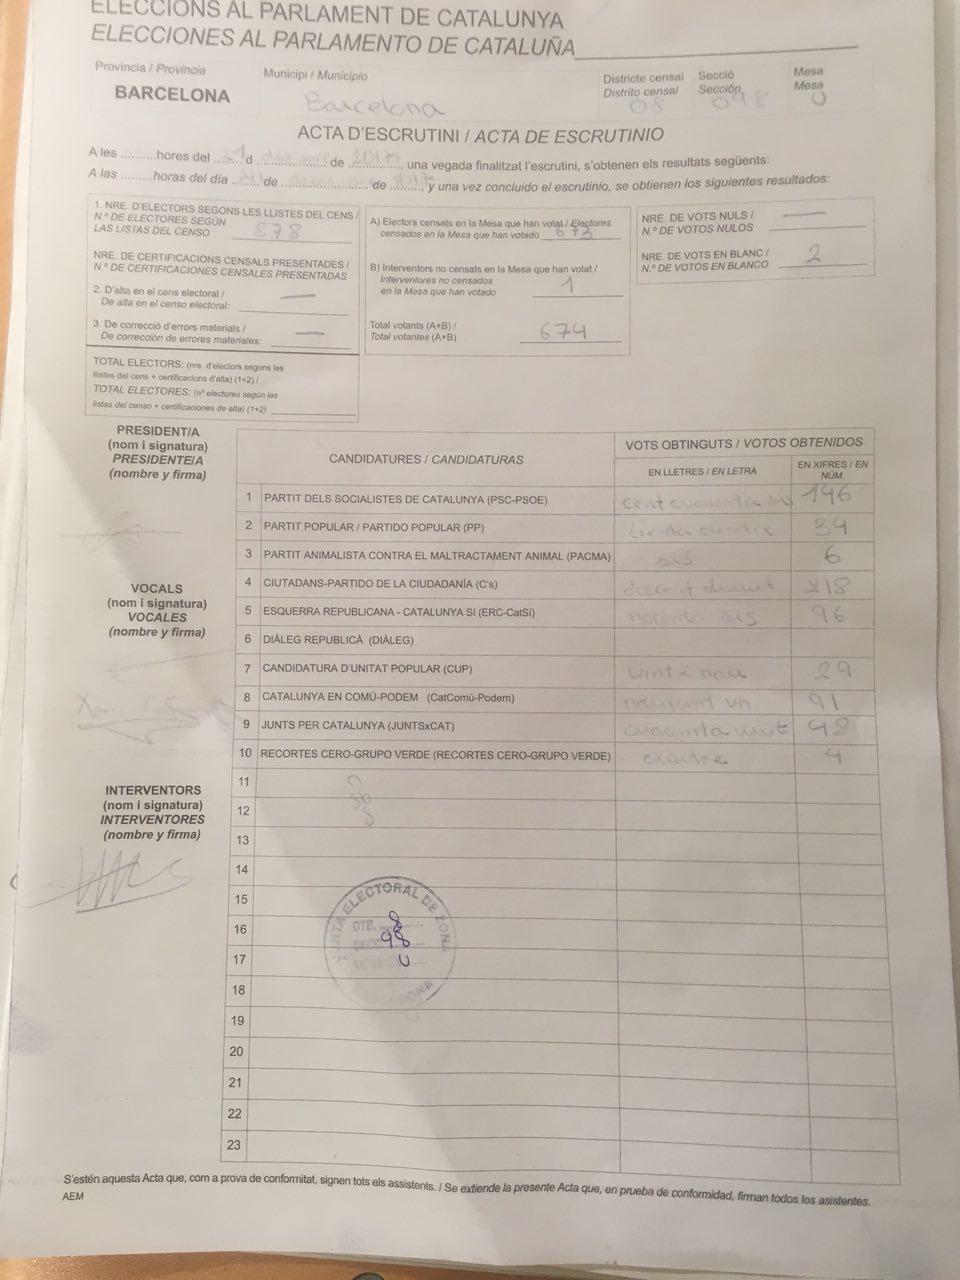 ELECCIONS AL PARLAMENT DE CATALUNYA
ELECCIONES AL PARLAMENTO DE CATALUÑA
Província / Provincia
BARCELONA
Municipi / Municipio
Barcelona
Districte censal
Distrito censal
08
Secció
Sección
098
Mesa
Mesa
U
ACTA D'ESCRUTINI / ACTA DE ESCRUTINIO
A les ......... hores del 21 d ................ de 2017, una vegada finalitzat l'escrutini, s'obtenen els resultats següents:
A las ......... horas del día ...... de ..................... de ........, y una vez concluido el escrutinio, se obtienen los siguientes resultados:
1. NRE. D'ELECTORS SEGONS LES LLISTES DEL CENS /
N.º DE ELECTORES SEGÚN
LAS LISTAS DEL CENSO 878
NRE. DE CERTIFICACIONS CENSALS PRESENTADES /
N.º DE CERTIFICACIONES CENSALES PRESENTADAS
2. D'alta en el cens electoral /
De alta en el censo electoral: —
3. De correcció d'errors materials /
De corrección de errores materiales: —
TOTAL ELECTORS: (nre. d'electors segons les
llistes del cens + certificacions d'alta) (1+2) /
TOTAL ELECTORES: (nº electores según las
listas del censo + certificaciones de alta) (1+2)
A) Electors censats en la Mesa que han votat / Electores
censados en la Mesa que han votado 673
B) Interventors no censats en la Mesa que han votat /
Interventores no censados
en la Mesa que han votado 1
Total votants (A+B) /
Total votantes (A+B) 674
NRE. DE VOTS NULS /
N.º DE VOTOS NULOS —
NRE. DE VOTS EN BLANC /
N.º DE VOTOS EN BLANCO 2
PRESIDENT/A
(nom i signatura)
PRESIDENTE/A
(nombre y firma)
VOCALS
(nom i signatura)
VOCALES
(nombre y firma)
INTERVENTORS
(nom i signatura)
INTERVENTORES
(nombre y firma)
CANDIDATURES / CANDIDATURAS
VOTS OBTINGUTS / VOTOS OBTENIDOS
EN LLETRES / EN LETRA
EN XIFRES / EN
NÚM.
1 PARTIT DELS SOCIALISTES DE CATALUNYA (PSC-PSOE) cent cuaranta sis 146
2 PARTIT POPULAR / PARTIDO POPULAR (PP) trenta cuatre 34
3 PARTIT ANIMALISTA CONTRA EL MALTRACTAMENT ANIMAL (PACMA) sis 6
4 CIUTADANS-PARTIDO DE LA CIUDADANÍA (C's) 218
5 ESQUERRA REPUBLICANA - CATALUNYA SI (ERC-CatSí) noranta sis 96
6 DIÀLEG REPUBLICÀ (DIÀLEG)
7 CANDIDATURA D'UNITAT POPULAR (CUP) vint i nou 29
8 CATALUNYA EN COMÚ-PODEM (CatComú-Podem) un 91
9 JUNTS PER CATALUNYA (JUNTSxCAT) cuaranta vuit 48
10 RECORTES CERO-GRUPO VERDE (RECORTES CERO-GRUPO VERDE) cuatre 4
11
12
13
14
15
16
17
18
19
20
21
22
23
JUNTA ELECTORAL DE ZONA
DTE. 8
SECC. 98
MESA U
BARCELONA
S'estén aquesta Acta que, com a prova de conformitat, signen tots els assistents. / Se extiende la presente Acta que, en prueba de conformidad, firman todos los asistentes.
AEM